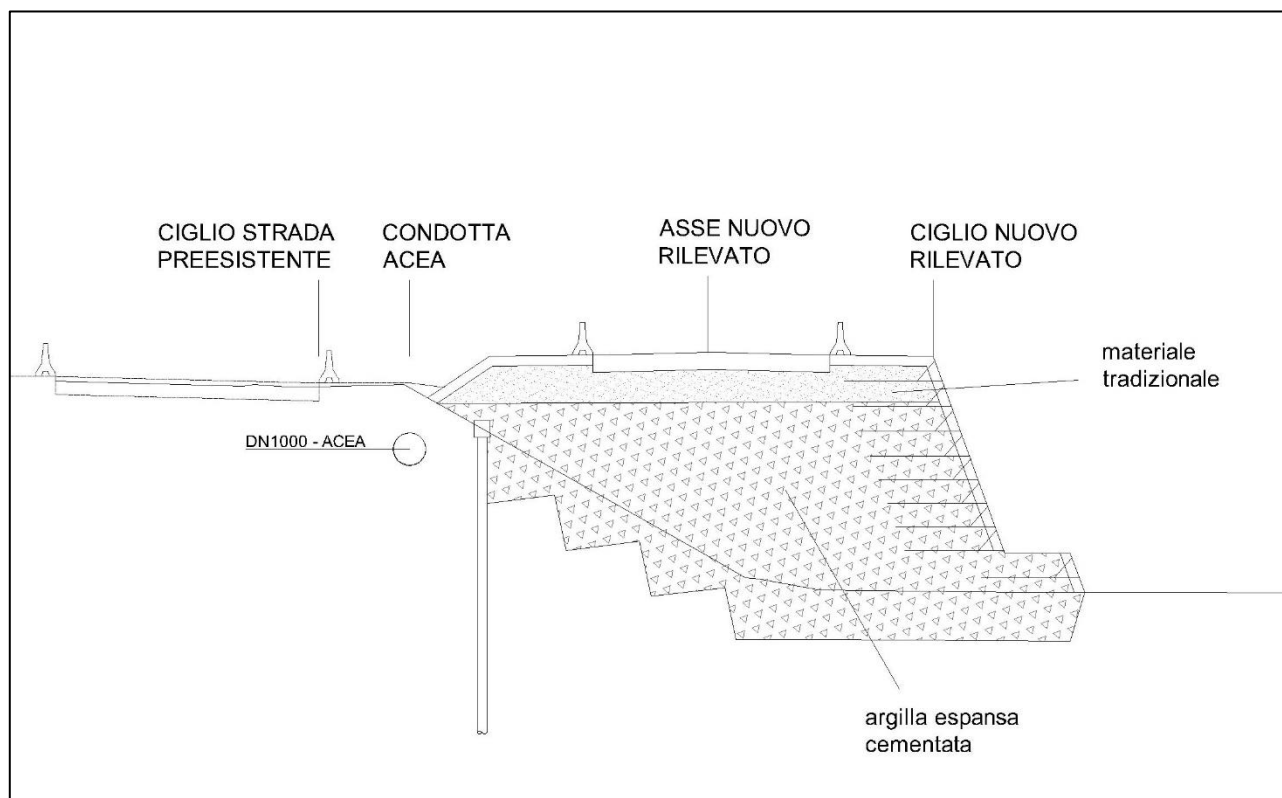 CIGLIO STRADA
PREESISTENTE
CONDOTTA
ACEA
ASSE NUOVO
RILEVATO
CIGLIO NUOVO
RILEVATO
materiale
tradizionale
DN1000 - ACEA
argilla espansa
cementata